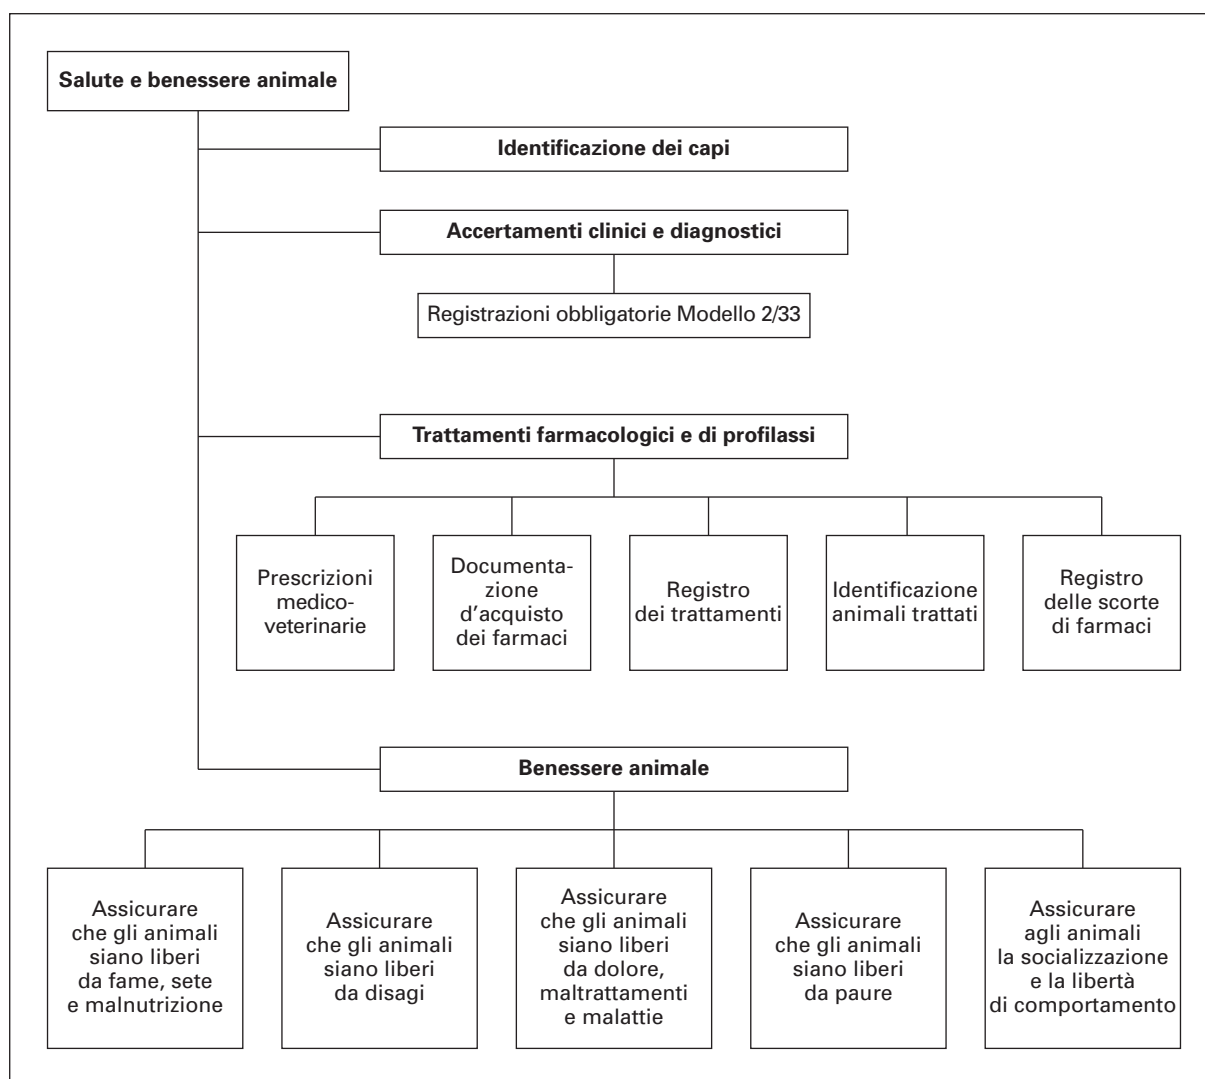 Salute e benessere animale
Identificazione dei capi
Accertamenti clinici e diagnostici
Registrazioni obbligatorie Modello 2/33
Trattamenti farmacologici e di profilassi
Prescrizioni
medico-
veterinarie
Documenta-
zione
d'acquisto
dei farmaci
Registro
dei trattamenti
Identificazione
animali trattati
Registro
delle scorte
di farmaci
Benessere animale
Assicurare
che gli animali
siano liberi
da fame, sete
e malnutrizione
Assicurare
che gli animali
siano liberi
da disagi
Assicurare
che gli animali
siano liberi
da dolore,
maltrattamenti
e malattie
Assicurare
che gli animali
siano liberi
da paure
Assicurare
agli animali
la socializzazione
e la libertà
di comportamento